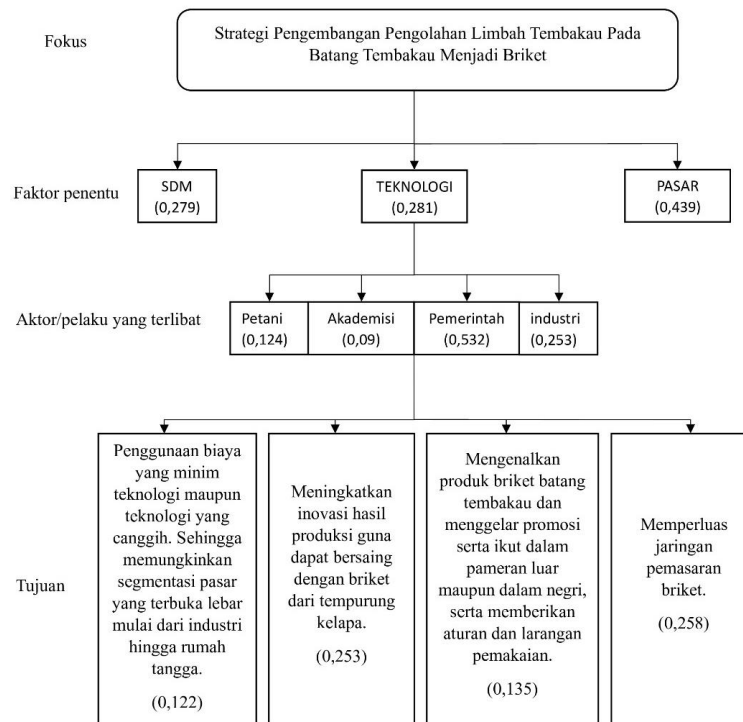 Fokus
Strategi Pengembangan Pengolahan Limbah Tembakau Pada
Batang Tembakau Menjadi Briket
Faktor penentu
SDM
(0,279)
TEKNOLOGI
(0,281)
PASAR
(0,439)
Aktor/pelaku yang terlibat
Petani
(0,124)
Akademisi
(0,09)
Pemerintah
(0,532)
industri
(0,253)
Tujuan
Penggunaan biaya
yang minim
teknologi maupun
teknologi yang
canggih. Sehingga
memungkinkan
segmentasi pasar
yang terbuka lebar
mulai dari industri
hingga rumah
tangga.
(0,122)
Meningkatkan
inovasi hasil
produksi guna
dapat bersaing
dengan briket
dari tempurung
kelapa.
(0,253)
Mengenalkan
produk briket batang
tembakau dan
menggelar promosi
serta ikut dalam
pameran luar
maupun dalam negri,
serta memberikan
aturan dan larangan
pemakaian.
(0,135)
Memperluas
jaringan
pemasaran
briket.
(0,258)